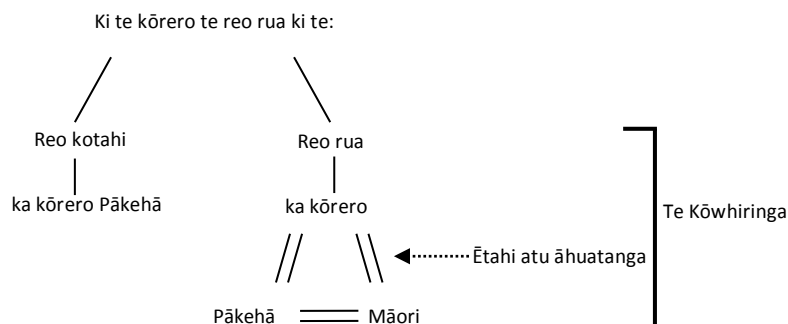 Ki te kōrero te reo rua ki te:
Reo kotahi
Reo rua
ka kōrero Pākehā
ka kōrero
Te Kōwhiringa
Ētahi atu āhuatanga
Pākehā
Māori